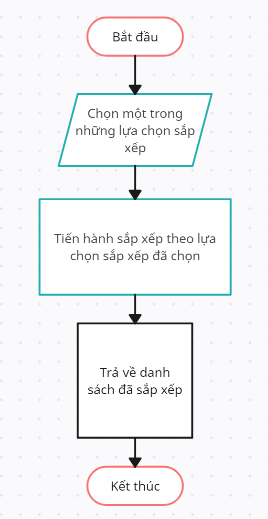 Bắt đầu
Chọn một trong
những lựa chọn sắp
xếp
Tiến hành sắp xếp theo lựa
chọn sắp xếp đã chọn
Trả về danh
sách đã sắp xếp
Kết thúc